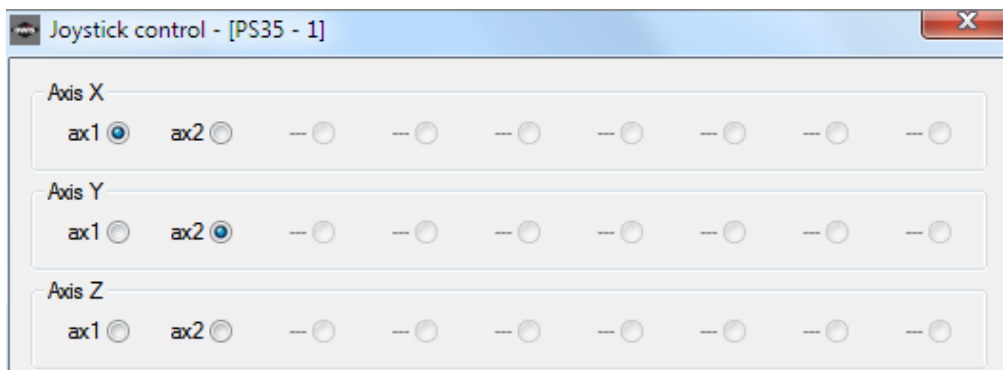 Joystick control - [PS35 - 1]
Axis X
ax1 ax2 --- --- --- --- --- --- ---
Axis Y
ax1 ax2 --- --- --- --- --- --- ---
Axis Z
ax1 ax2 --- --- --- --- --- --- ---